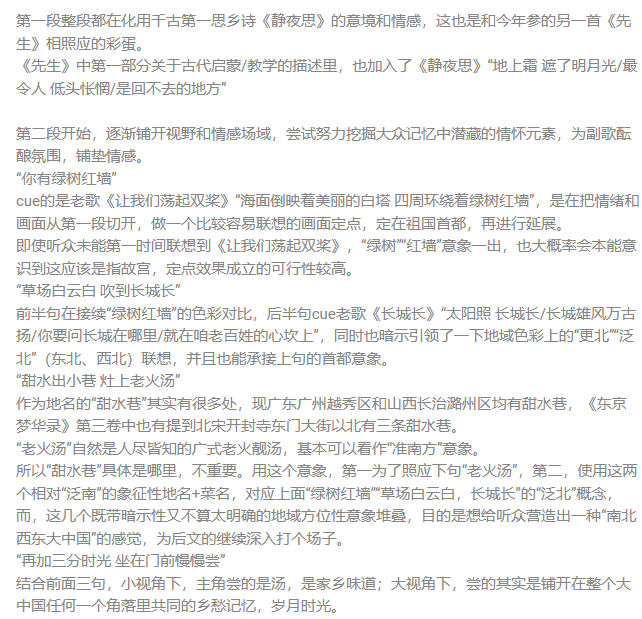 第一段整段都在化用千古第一思乡诗《静夜思》的意境和情感，这也是和今年参的另一首《先
生》相照应的彩蛋。
《先生》中第一部分关于古代启蒙/教学的描述里，也加入了《静夜思》“地上霜 遮了明月光/最
令人 低头怅惘/是回不去的地方”
第二段开始，逐渐铺开视野和情感场域，尝试努力挖掘大众记忆中潜藏的情怀元素，为副歌酝
酿氛围，铺垫情感。
“你有绿树红墙”
cue的是老歌《让我们荡起双桨》“海面倒映着美丽的白塔 四周环绕着绿树红墙”，是在把情绪和
画面从第一段切开，做一个比较容易联想的画面定点，定在祖国首都，再进行延展。
即使听众未能第一时间联想到《让我们荡起双桨》，“绿树”“红墙”意象一出，也大概率会本能意
识到这应该是指故宫，定点效果成立的可行性较高。
“草场白云白 吹到长城长”
前半句在接续“绿树红墙”的色彩对比，后半句cue老歌《长城长》“太阳照 长城长/长城雄风万古
扬/你要问长城在哪里/就在咱老百姓的心坎上”，同时也暗示引领了一下地域色彩上的“更北”“泛
北”（东北、西北）联想，并且也能承接上句的首都意象。
“甜水出小巷 灶上老火汤”
作为地名的“甜水巷”其实有很多处，现广东广州越秀区和山西长治潞州区均有甜水巷，《东京
梦华录》第三卷中也有提到北宋开封寺东门大街以北有三条甜水巷。
“老火汤”自然是人尽皆知的广式老火靓汤，基本可以看作“准南方”意象。
所以“甜水巷”具体是哪里，不重要。用这个意象，第一为了照应下句“老火汤”，第二，使用这两
个相对“泛南”的象征性地名+菜名，对应上面“绿树红墙”“草场白云白，长城长”的“泛北”概念，
而，这几个既带暗示性又不算太明确的地域方位性意象堆叠，目的是想给听众营造出一种“南北
西东大中国”的感觉，为后文的继续深入打个场子。
“再加三分时光 坐在门前慢慢尝”
结合前面三句，小视角下，主角尝的是汤，是家乡味道；大视角下，尝的其实是铺开在整个大
中国任何一个角落里共同的乡愁记忆，岁月时光。